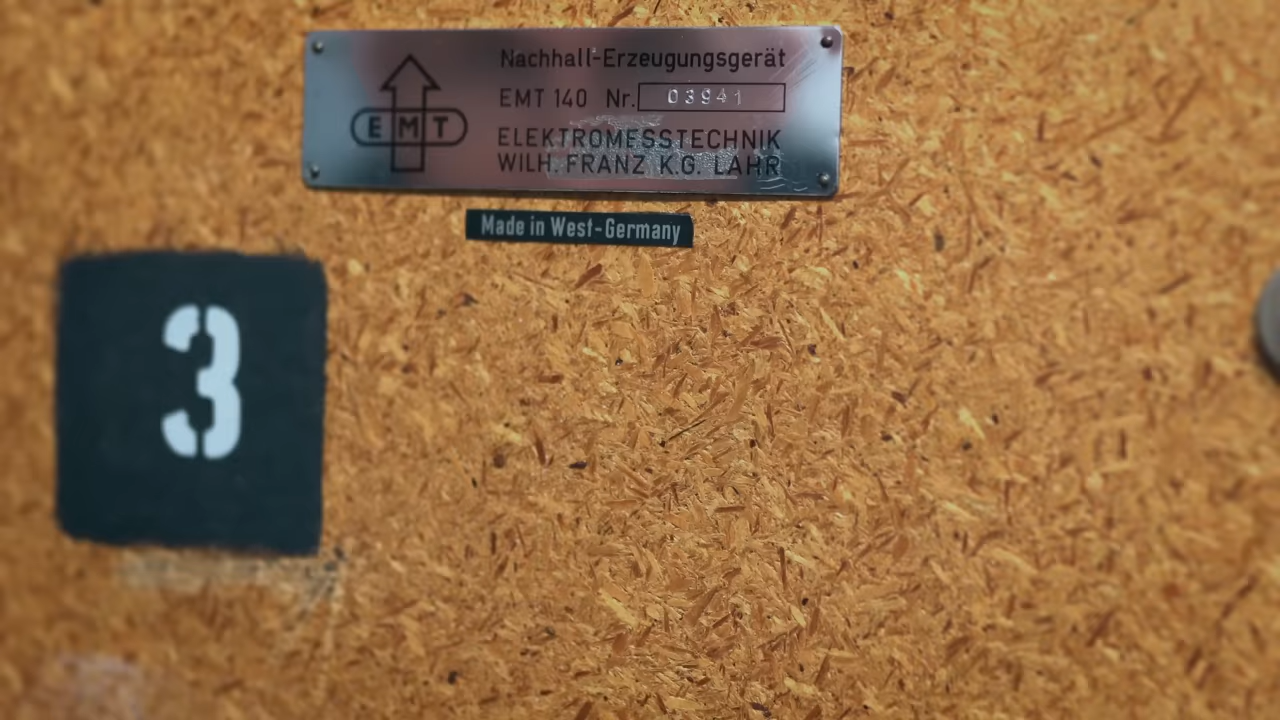 Nachhall-Erzeugungsgerät
EMT 140 Nr. 03941
EMT
ELEKTROMESSTECHNIK
WILH. FRANZ K.G. LAHR
Made in West-Germany
3